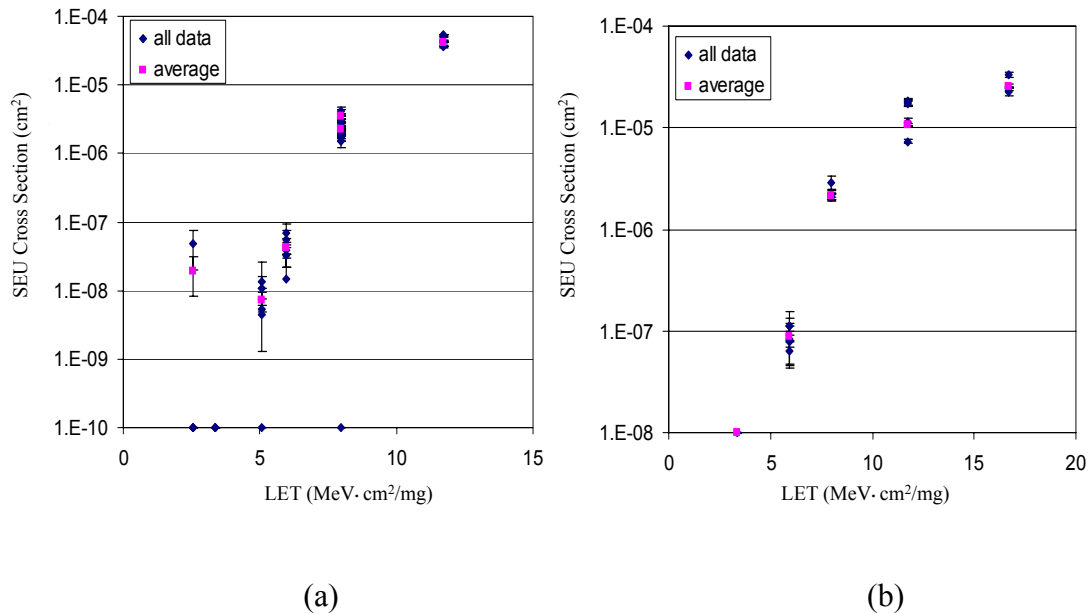 1.E-04
1.E-05
1.E-06
1.E-07
1.E-08
1.E-09
1.E-10
SEU Cross Section (cm²)
all data
average
0 5 10 15
LET (MeV· cm²/mg)
(a)
1.E-04
1.E-05
1.E-06
1.E-07
1.E-08
SEU Cross Section (cm²)
all data
average
0 5 10 15 20
LET (MeV· cm²/mg)
(b)